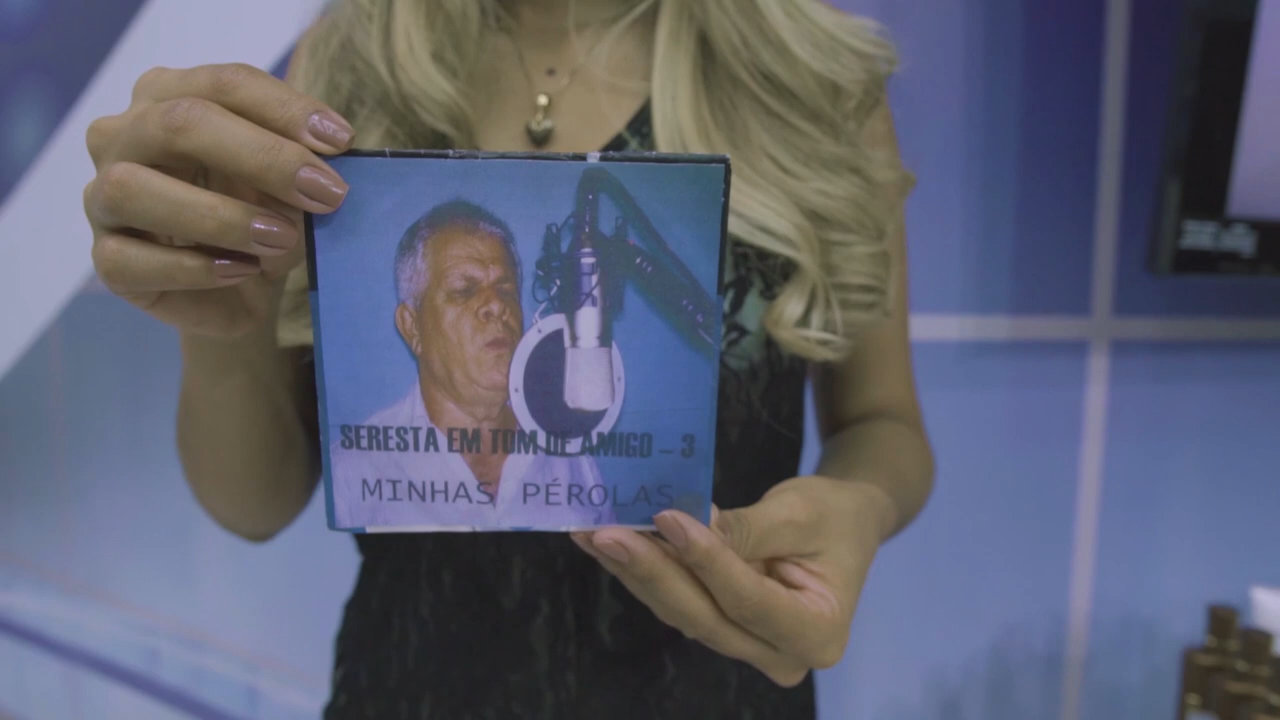 SERESTA EM TOM DE AMIGO – 3
MINHAS PÉROLAS